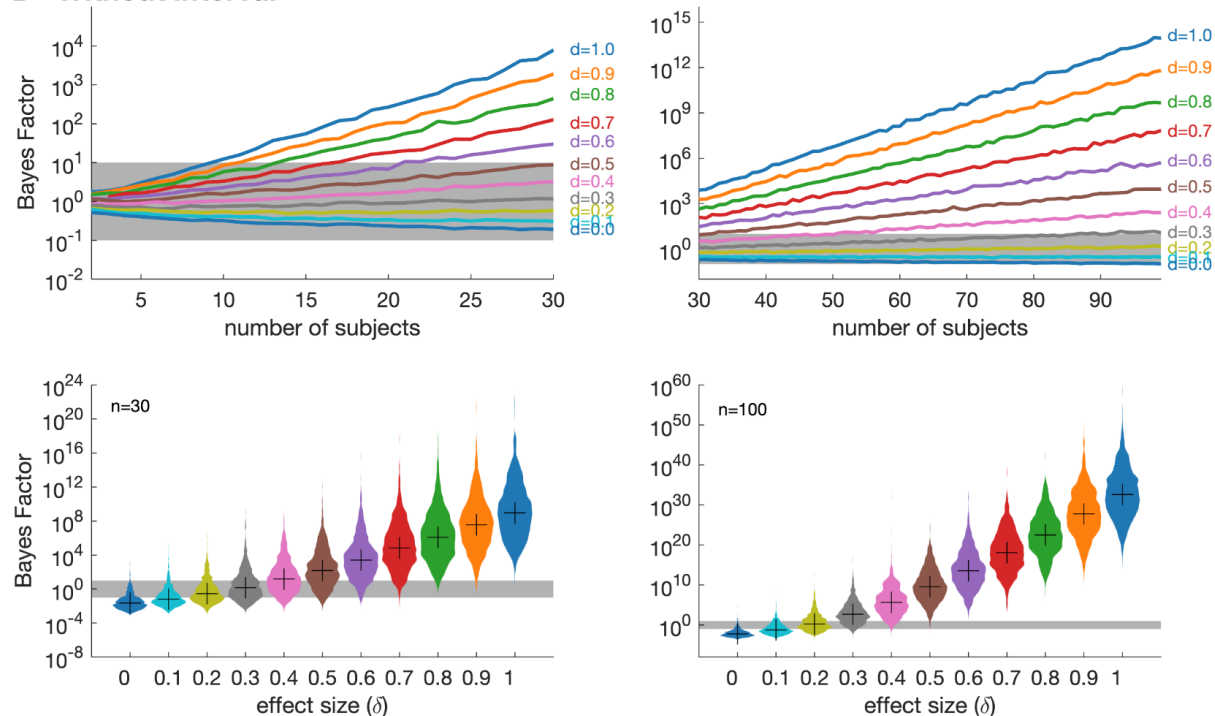 Bayes Factor
10^4
10^3
10^2
10^1
10^0
10^-1
10^-2
5 10 15 20 25 30
number of subjects
d=1.0
d=0.9
d=0.8
d=0.7
d=0.6
d=0.5
d=0.4
d=0.3
d=0.2
d=0.1
d=0.0
10^15
10^12
10^9
10^6
10^3
10^0
30 40 50 60 70 80 90
number of subjects
d=1.0
d=0.9
d=0.8
d=0.7
d=0.6
d=0.5
d=0.4
d=0.3
d=0.2
d=0.1
d=0.0
Bayes Factor
10^24
10^20
10^16
10^12
10^8
10^4
10^0
10^-4
10^-8
n=30
0 0.1 0.2 0.3 0.4 0.5 0.6 0.7 0.8 0.9 1
effect size (δ)
10^60
10^40
10^30
10^20
10^10
10^0
n=100
0 0.1 0.2 0.3 0.4 0.5 0.6 0.7 0.8 0.9 1
effect size (δ)